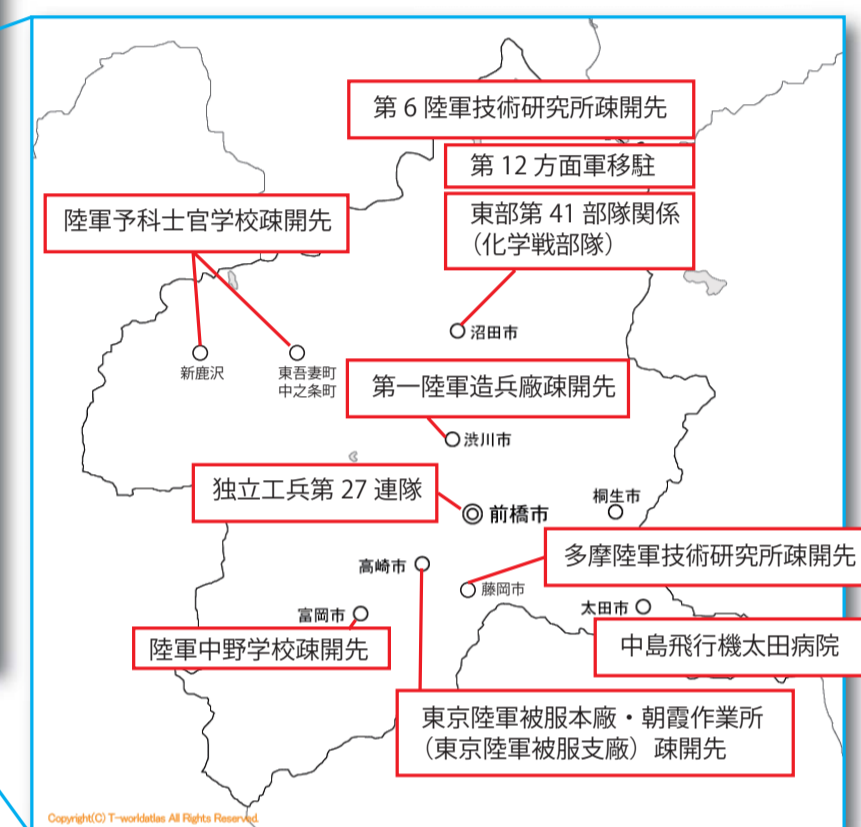 第 6 陸軍技術研究所疎開先
第 12 方面軍移駐
東部第 41 部隊関係
（化学戦部隊）
陸軍予科士官学校疎開先
沼田市
新鹿沢
東吾妻町
中之条町
第一陸軍造兵廠疎開先
渋川市
独立工兵第 27 連隊
前橋市
桐生市
多摩陸軍技術研究所疎開先
高崎市
藤岡市
太田市
富岡市
陸軍中野学校疎開先
中島飛行機太田病院
東京陸軍被服本廠・朝霞作業所
（東京陸軍被服支廠）疎開先
Copyright(C) T-worldatlas All Rights Reserved.